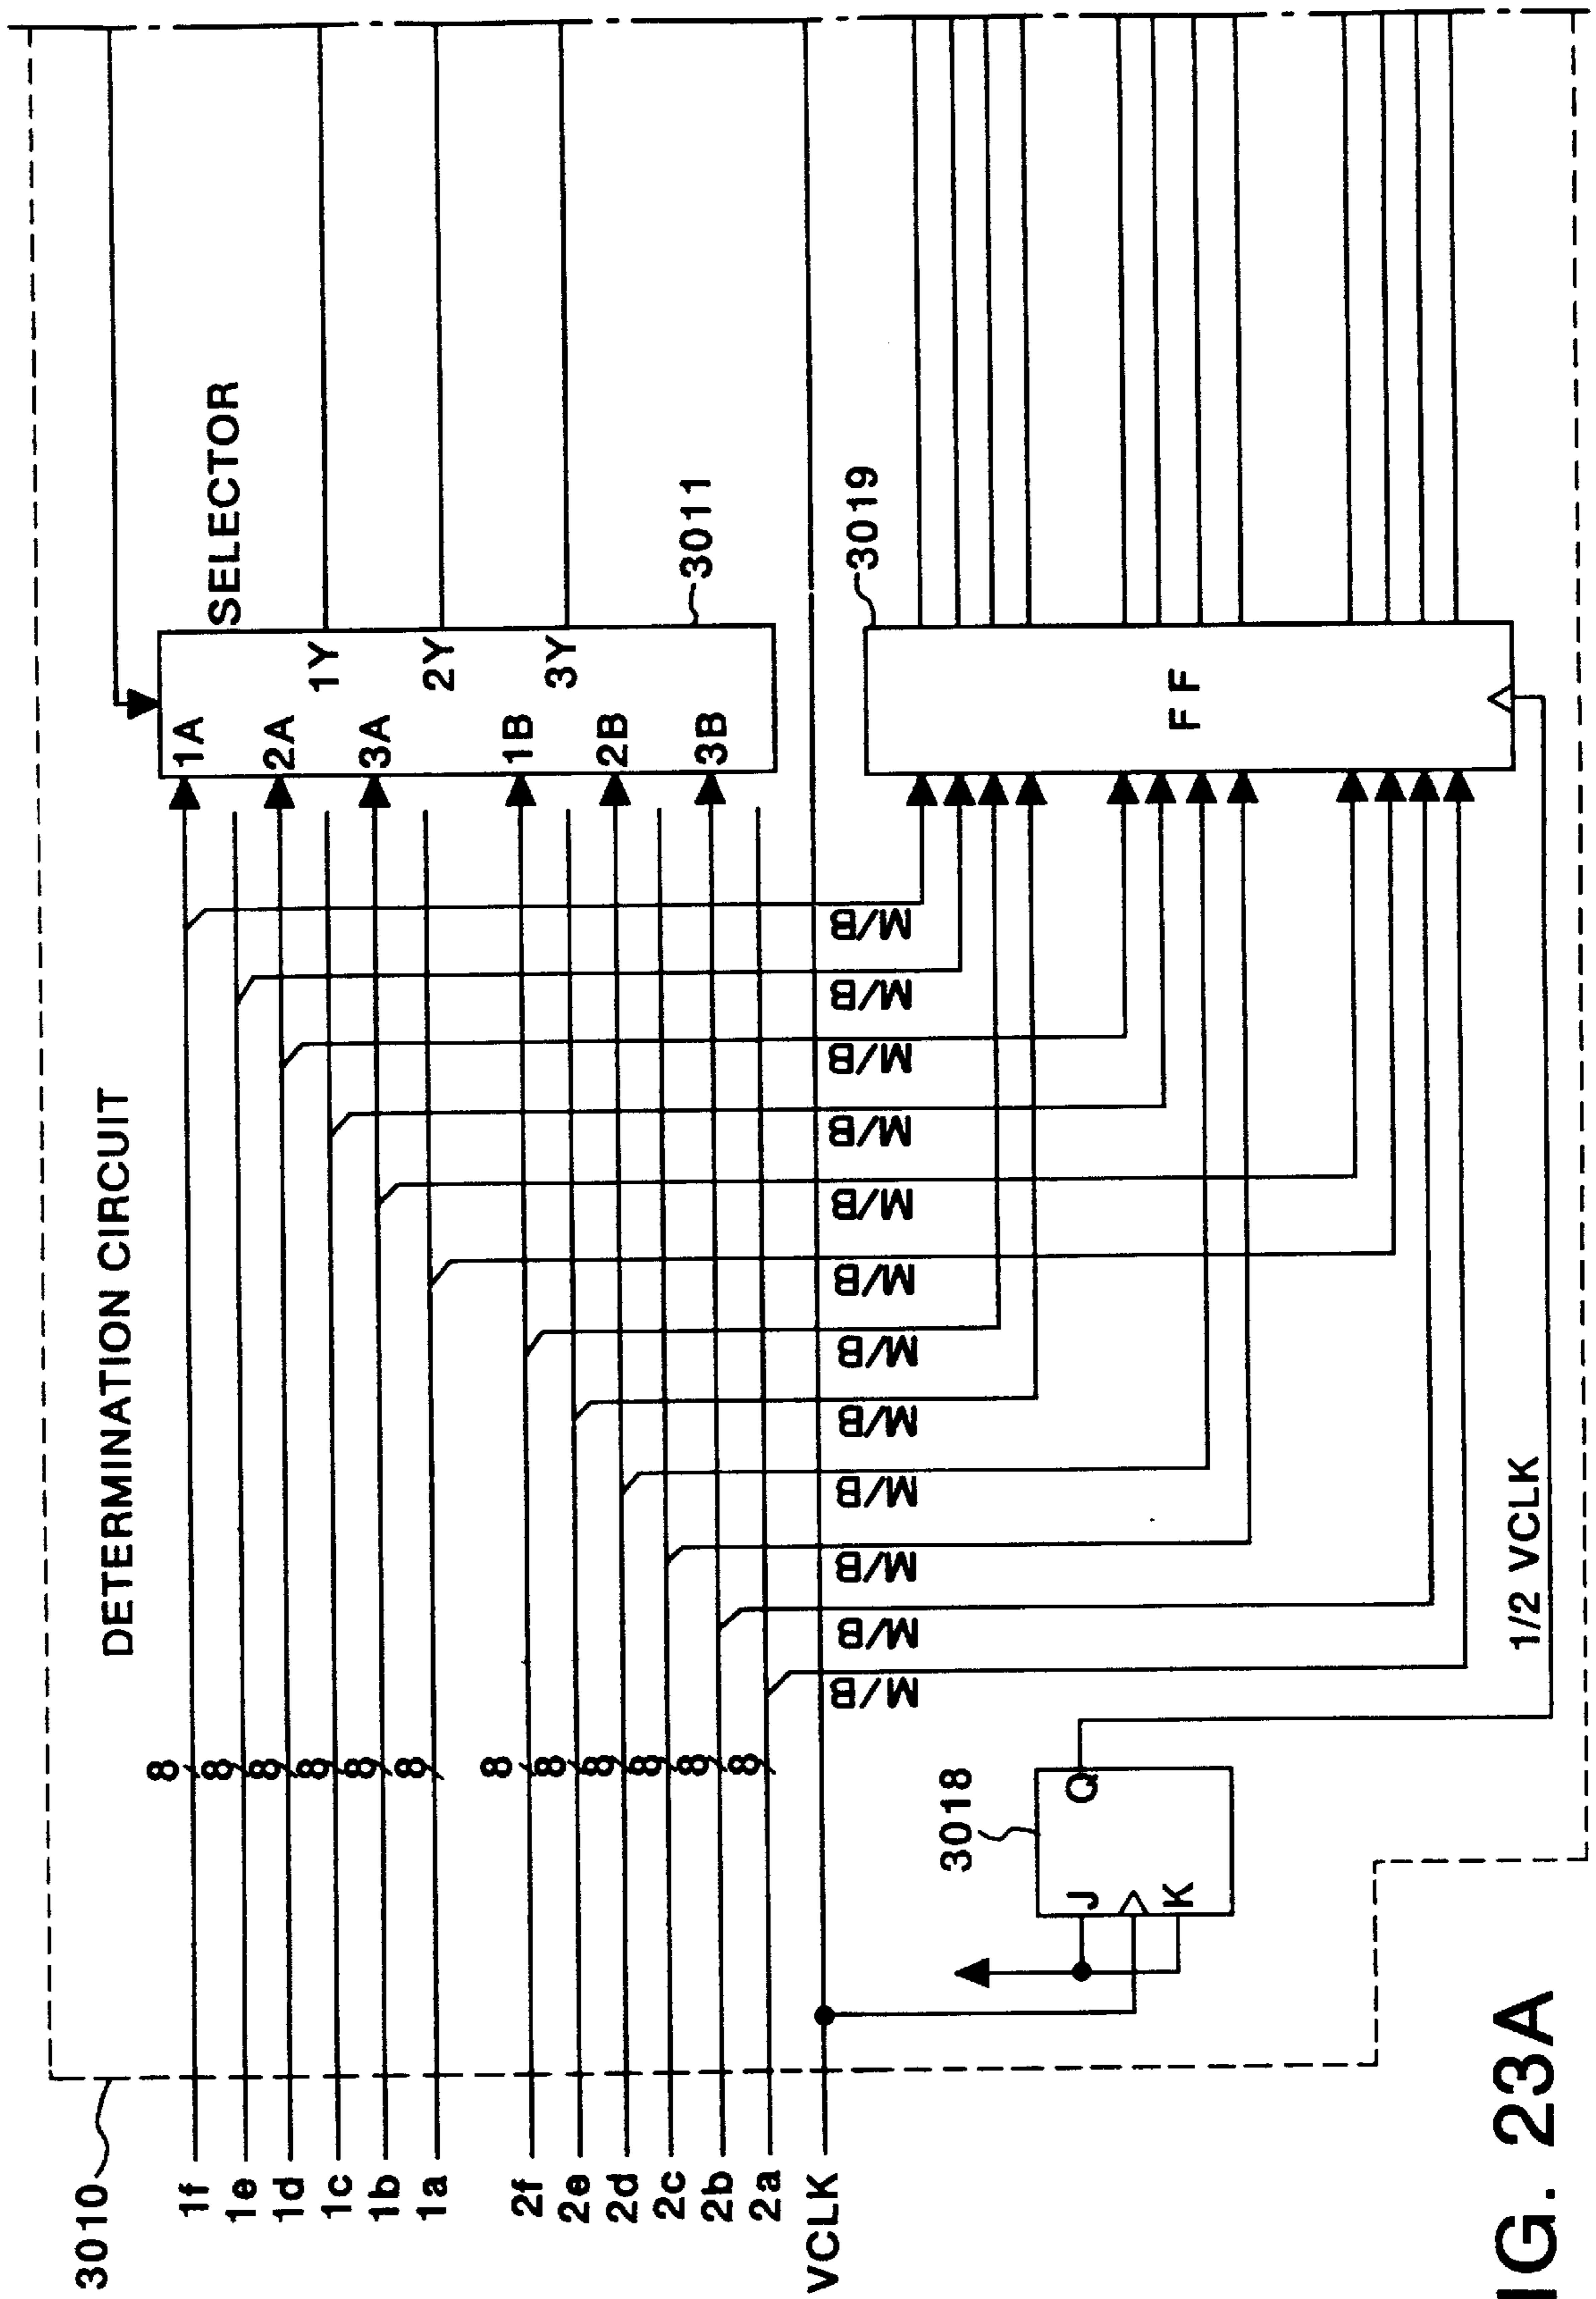 3010
DETERMINATION CIRCUIT
SELECTOR
1f
1e
1d
1c
1b
1a
2f
2e
2d
2c
2b
2a
VCLK
8
8
8
8
8
8
8
8
8
8
8
8
1A
2A
3A
1B
2B
3B
1Y
2Y
3Y
3011
M/B
M/B
M/B
M/B
M/B
M/B
M/B
M/B
M/B
M/B
M/B
M/B
3018
J
K
Q
1/2 VCLK
3019
FF
IG. 23A